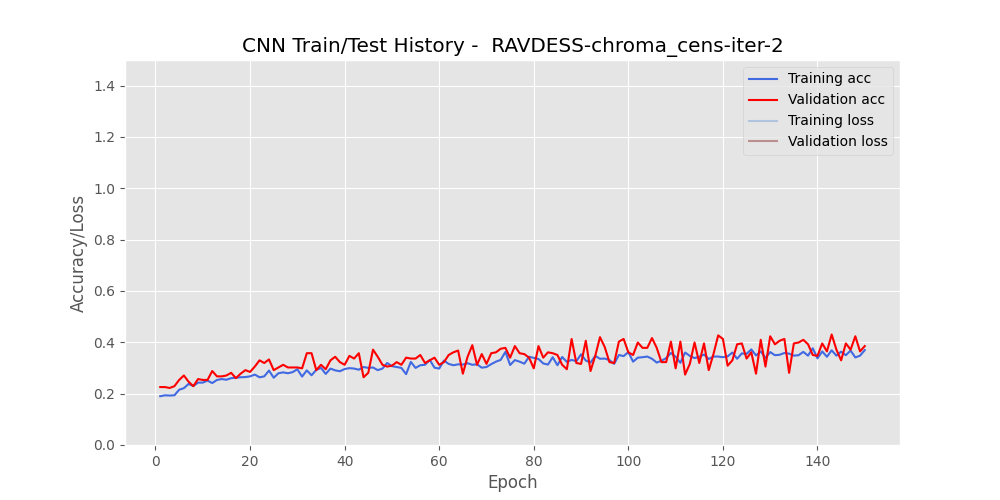 CNN Train/Test History -  RAVDESS-chroma_cens-iter-2
Training acc
Validation acc
Training loss
Validation loss
Accuracy/Loss
1.4
1.2
1.0
0.8
0.6
0.4
0.2
0.0
0 20 40 60 80 100 120 140
Epoch